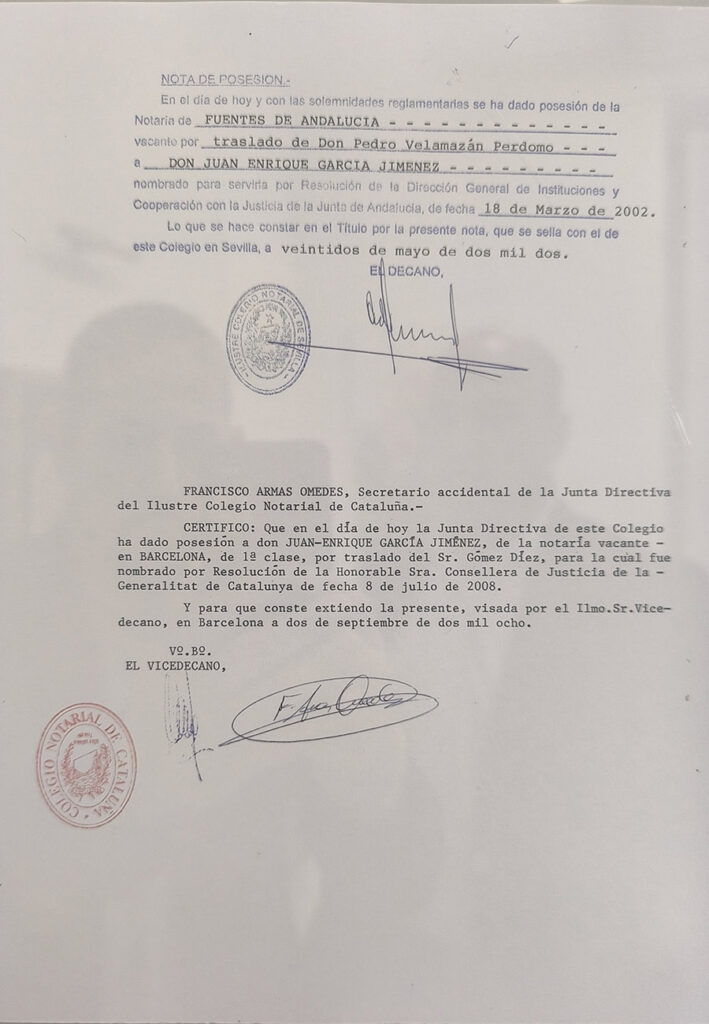 NOTA DE POSESION.-
En el día de hoy y con las solemnidades reglamentarias se ha dado posesión de la
Notaría de FUENTES DE ANDALUCIA - - - - - - - - - - - - -
vacante por traslado de Don Pedro Velamazán Perdomo - - -
a DON JUAN ENRIQUE GARCIA JIMENEZ - - - - - - - - -
nombrado para servirla por Resolución de la Dirección General de Instituciones y
Cooperación con la Justicia de la Junta de Andalucía, de fecha 18 de Marzo de 2002.
Lo que se hace constar en el Título por la presente nota, que se sella con el de
este Colegio en Sevilla, a veintidos de mayo de dos mil dos.
EL DECANO,
ILUSTRE COLEGIO NOTARIAL DE SEVILLA
FRANCISCO ARMAS OMEDES, Secretario accidental de la Junta Directiva
del Ilustre Colegio Notarial de Cataluña.-
CERTIFICO: Que en el día de hoy la Junta Directiva de este Colegio
ha dado posesión a don JUAN-ENRIQUE GARCÍA JIMÉNEZ, de la notaría vacante -
en BARCELONA, de 1ª clase, por traslado del Sr. Gómez Díez, para la cual fue
nombrado por Resolución de la Honorable Sra. Consellera de Justicia de la -
Generalitat de Catalunya de fecha 8 de julio de 2008.
Y para que conste extiendo la presente, visada por el Ilmo.Sr.Vice-
decano, en Barcelona a dos de septiembre de dos mil ocho.
Vº.Bº.
EL VICEDECANO,
COLEGIO NOTARIAL DE CATALUÑA